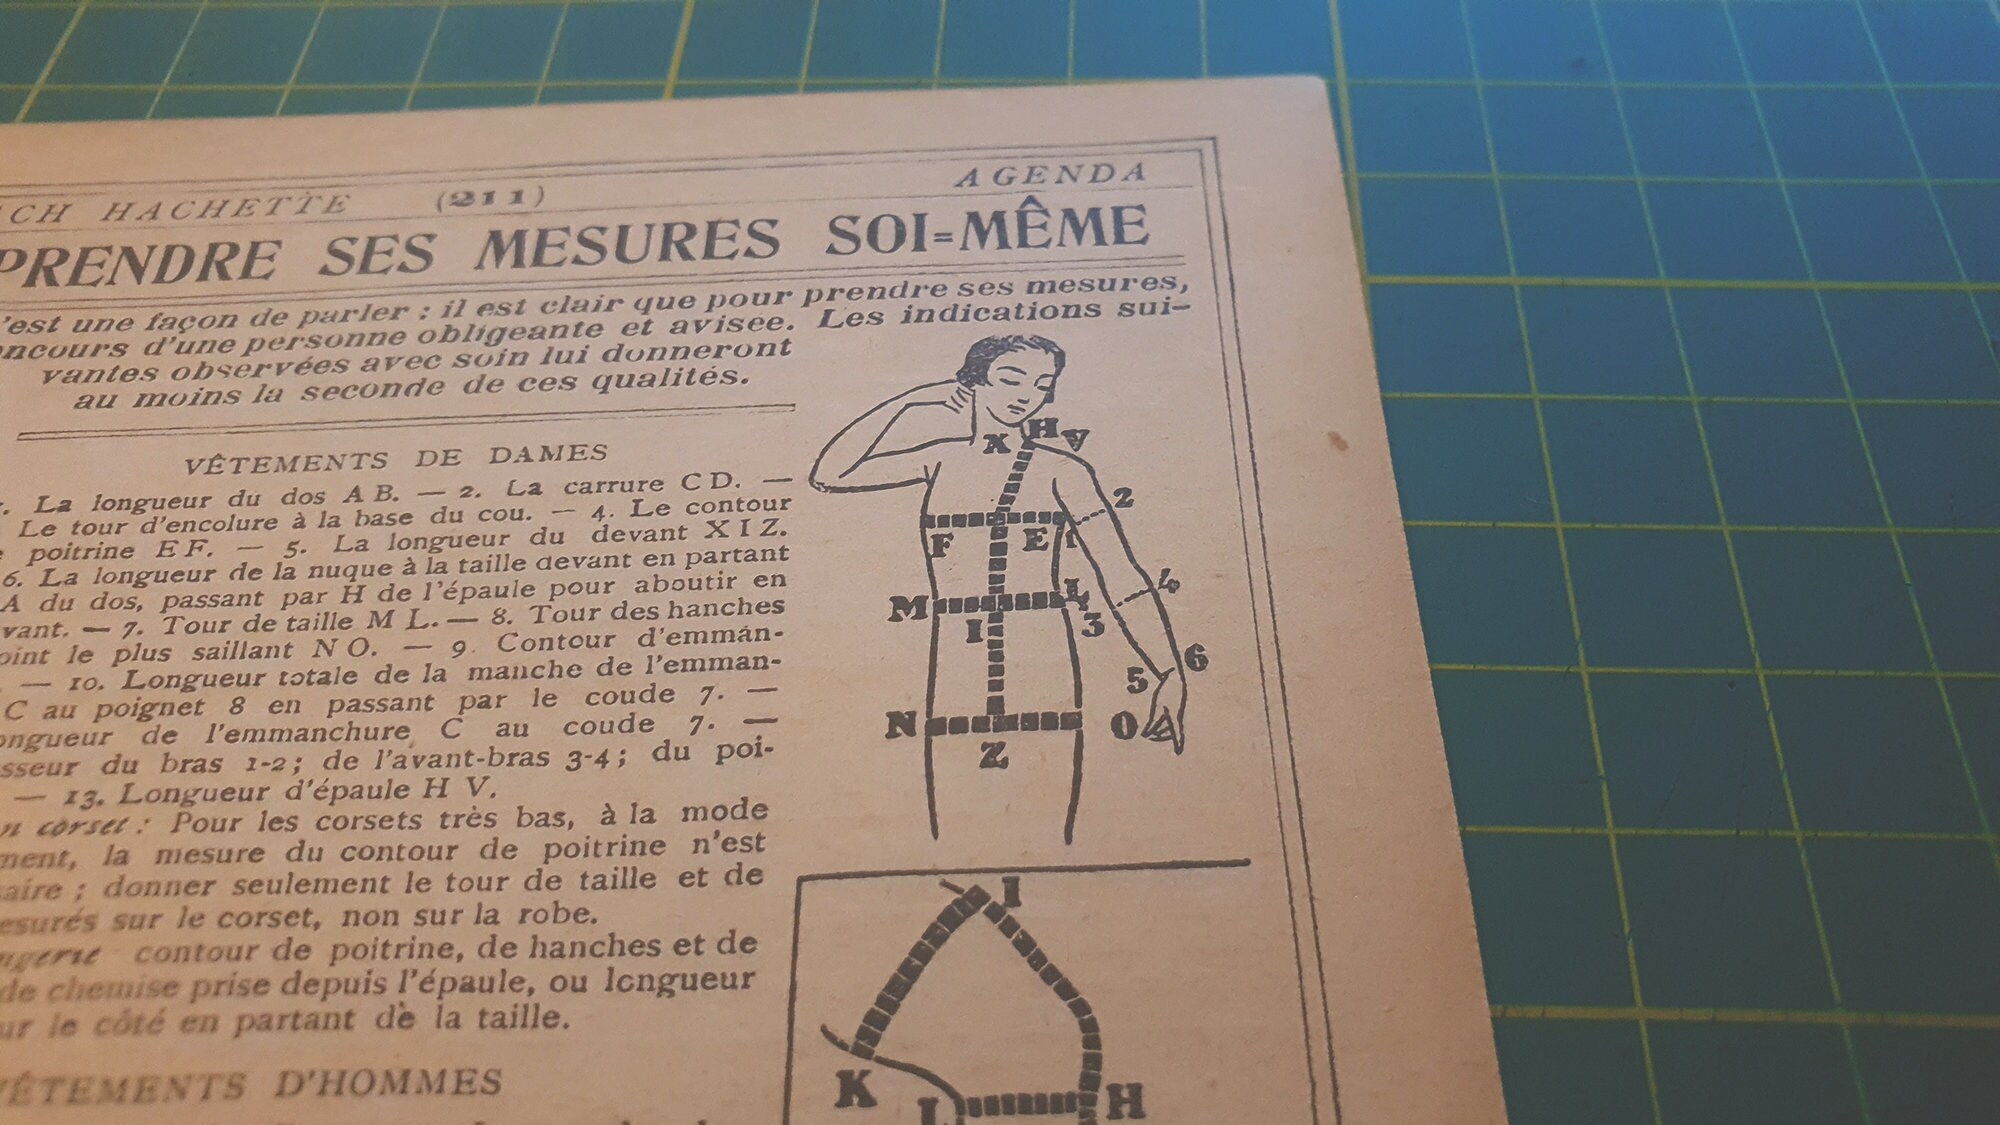 HACHETTE (211) AGENDA
PRENDRE SES MESURES SOI=MÊME
'est une façon de parler : il est clair que pour prendre ses mesures,
oncours d'une personne obligeante et avisée. Les indications sui-
vantes observées avec soin lui donneront
au moins la seconde de ces qualités.
VÊTEMENTS DE DAMES
La longueur du dos A B. — 2. La carrure C D. —
Le tour d'encolure à la base du cou. — 4. Le contour
poitrine E F. — 5. La longueur du devant X I Z.
6. La longueur de la nuque à la taille devant en partant
A du dos, passant par H de l'épaule pour aboutir en
vant. — 7. Tour de taille M L. — 8. Tour des hanches
oint le plus saillant N O. — 9. Contour d'emman-
— 10. Longueur totale de la manche de l'emman-
C au poignet 8 en passant par le coude 7. —
ongueur de l'emmanchure C au coude 7. —
sseur du bras 1-2 ; de l'avant-bras 3-4 ; du poi-
— 13. Longueur d'épaule H V.
n corset : Pour les corsets très bas, à la mode
ment, la mesure du contour de poitrine n'est
aire ; donner seulement le tour de taille et de
esurés sur le corset, non sur la robe.
ngerie contour de poitrine, de hanches et de
de chemise prise depuis l'épaule, ou longueur
ur le côté en partant de la taille.
VÊTEMENTS D'HOMMES
X H V
2
F E 1
4
M L
I 3
6
5
N O
Z
I
K
L H